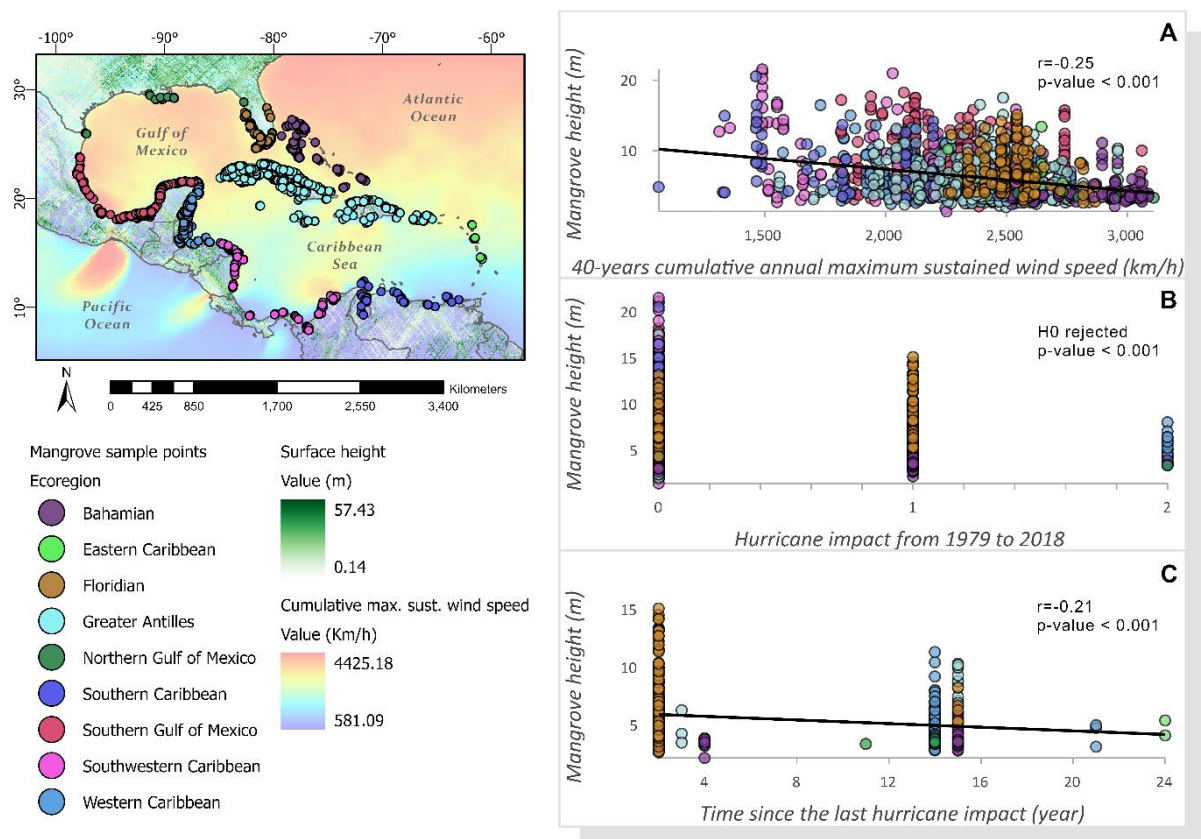 -100° -90° -80° -70° -60°
30°
20°
10°
Atlantic
Ocean
Gulf of
Mexico
Caribbean
Sea
Pacific
Ocean
N
Kilometers
0 425 850 1,700 2,550 3,400
Mangrove sample points
Ecoregion
Bahamian
Eastern Caribbean
Floridian
Greater Antilles
Northern Gulf of Mexico
Southern Caribbean
Southern Gulf of Mexico
Southwestern Caribbean
Western Caribbean
Surface height
Value (m)
57.43
0.14
Cumulative max. sust. wind speed
Value (Km/h)
4425.18
581.09
A
r=-0.25
p-value < 0.001
Mangrove height (m)
20
10
1,500 2,000 2,500 3,000
40-years cumulative annual maximum sustained wind speed (km/h)
B
H0 rejected
p-value < 0.001
Mangrove height (m)
20
15
10
5
0 1 2
Hurricane impact from 1979 to 2018
C
r=-0.21
p-value < 0.001
Mangrove height (m)
15
10
5
4 8 12 16 20 24
Time since the last hurricane impact (year)